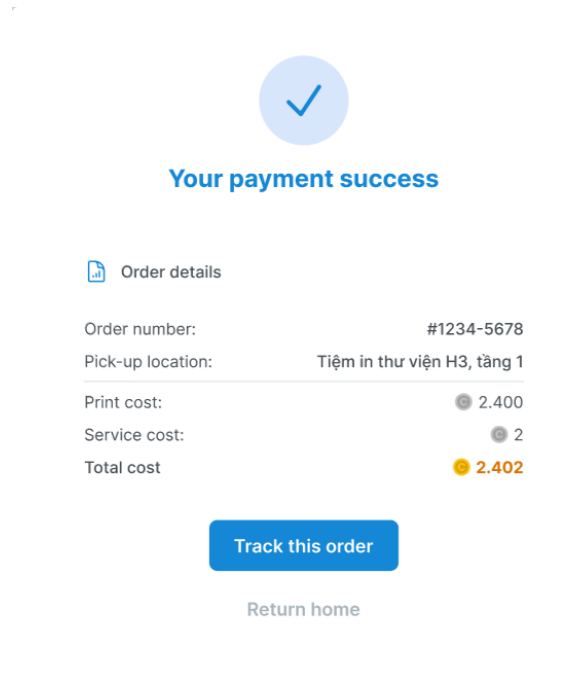 Your payment success
Order details
Order number: #1234-5678
Pick-up location: Tiệm in thư viện H3, tầng 1
Print cost: C 2.400
Service cost: C 2
Total cost C 2.402
Track this order
Return home